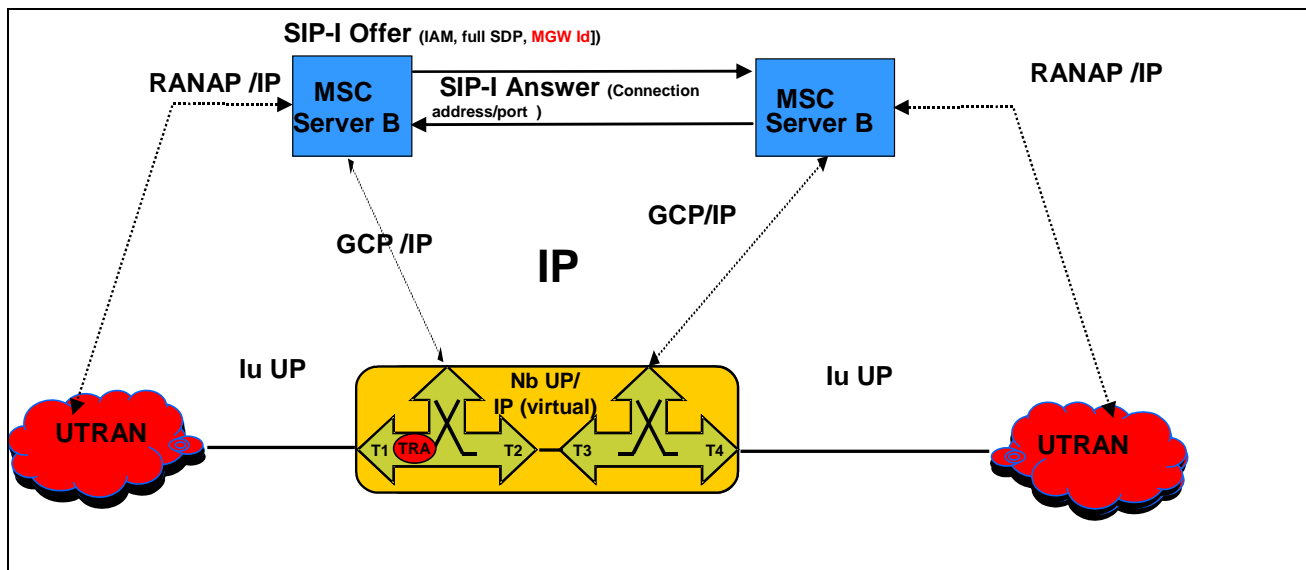 SIP-I Offer (IAM, full SDP, MGW Id])
RANAP /IP
MSC
Server B
SIP-I Answer (Connection
address/port )
MSC
Server B
RANAP /IP
GCP /IP
GCP/IP
IP
Iu UP
Iu UP
Nb UP/
IP (virtual)
UTRAN
T1
TRA
T2
T3
T4
UTRAN